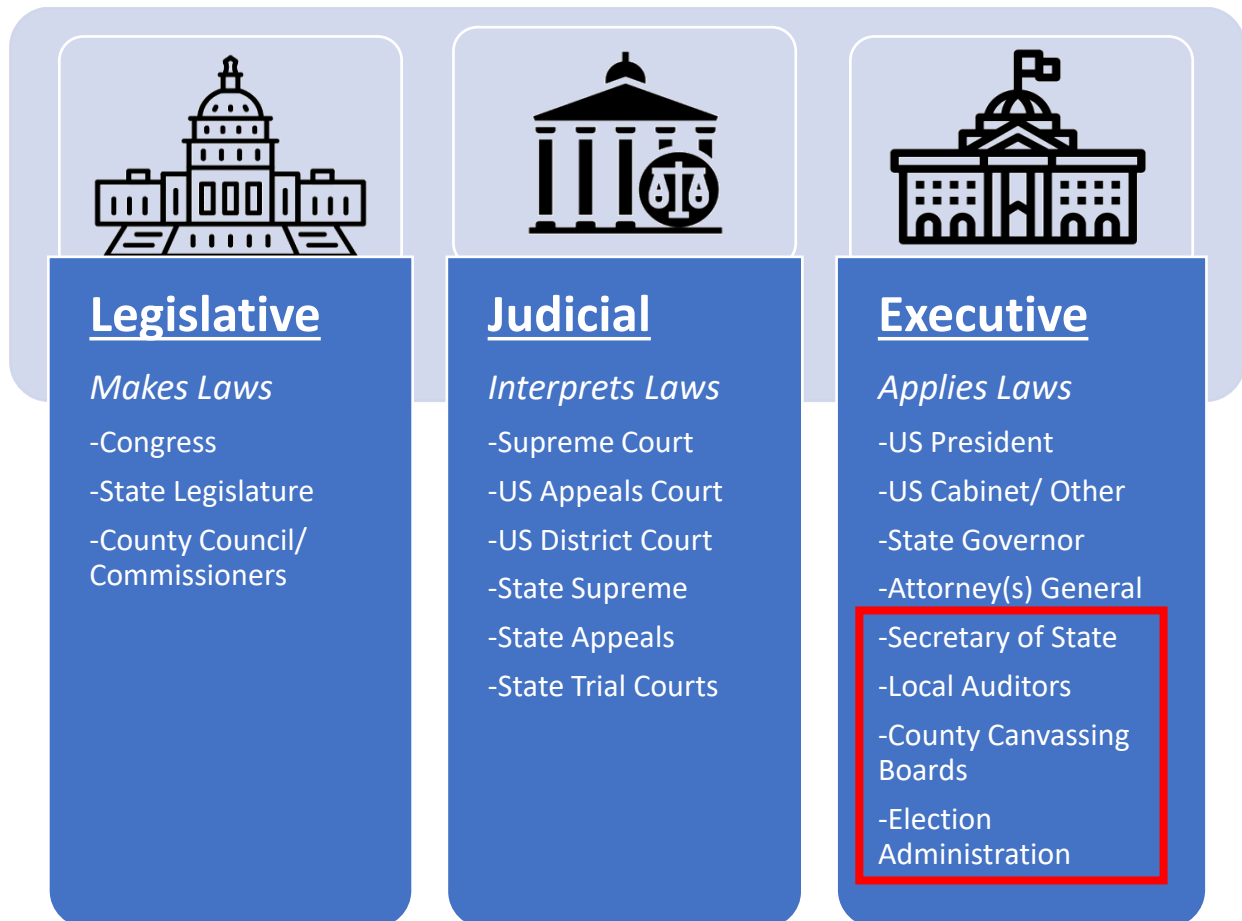 Legislative
Makes Laws
-Congress
-State Legislature
-County Council/
Commissioners
Judicial
Interprets Laws
-Supreme Court
-US Appeals Court
-US District Court
-State Supreme
-State Appeals
-State Trial Courts
Executive
Applies Laws
-US President
-US Cabinet/ Other
-State Governor
-Attorney(s) General
-Secretary of State
-Local Auditors
-County Canvassing
Boards
-Election
Administration